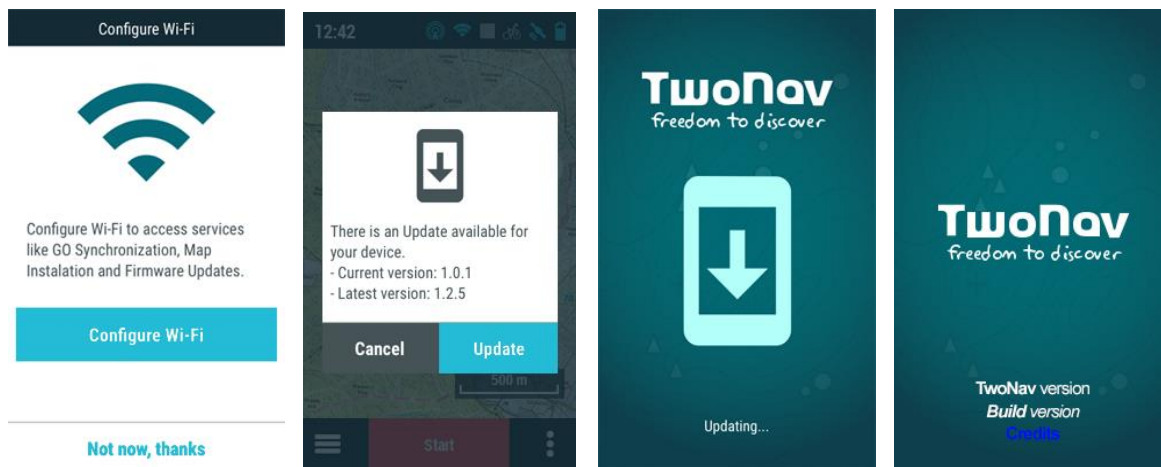 Configure Wi-Fi
Configure Wi-Fi to access services
like GO Synchronization, Map
Instalation and Firmware Updates.
Configure Wi-Fi
Not now, thanks
12:42
There is an Update available for
your device.
- Current version: 1.0.1
- Latest version: 1.2.5
Cancel
Update
500 m
Start
TwoNav
freedom to discover
Updating...
TwoNav
freedom to discover
TwoNav version
Build version
Credits